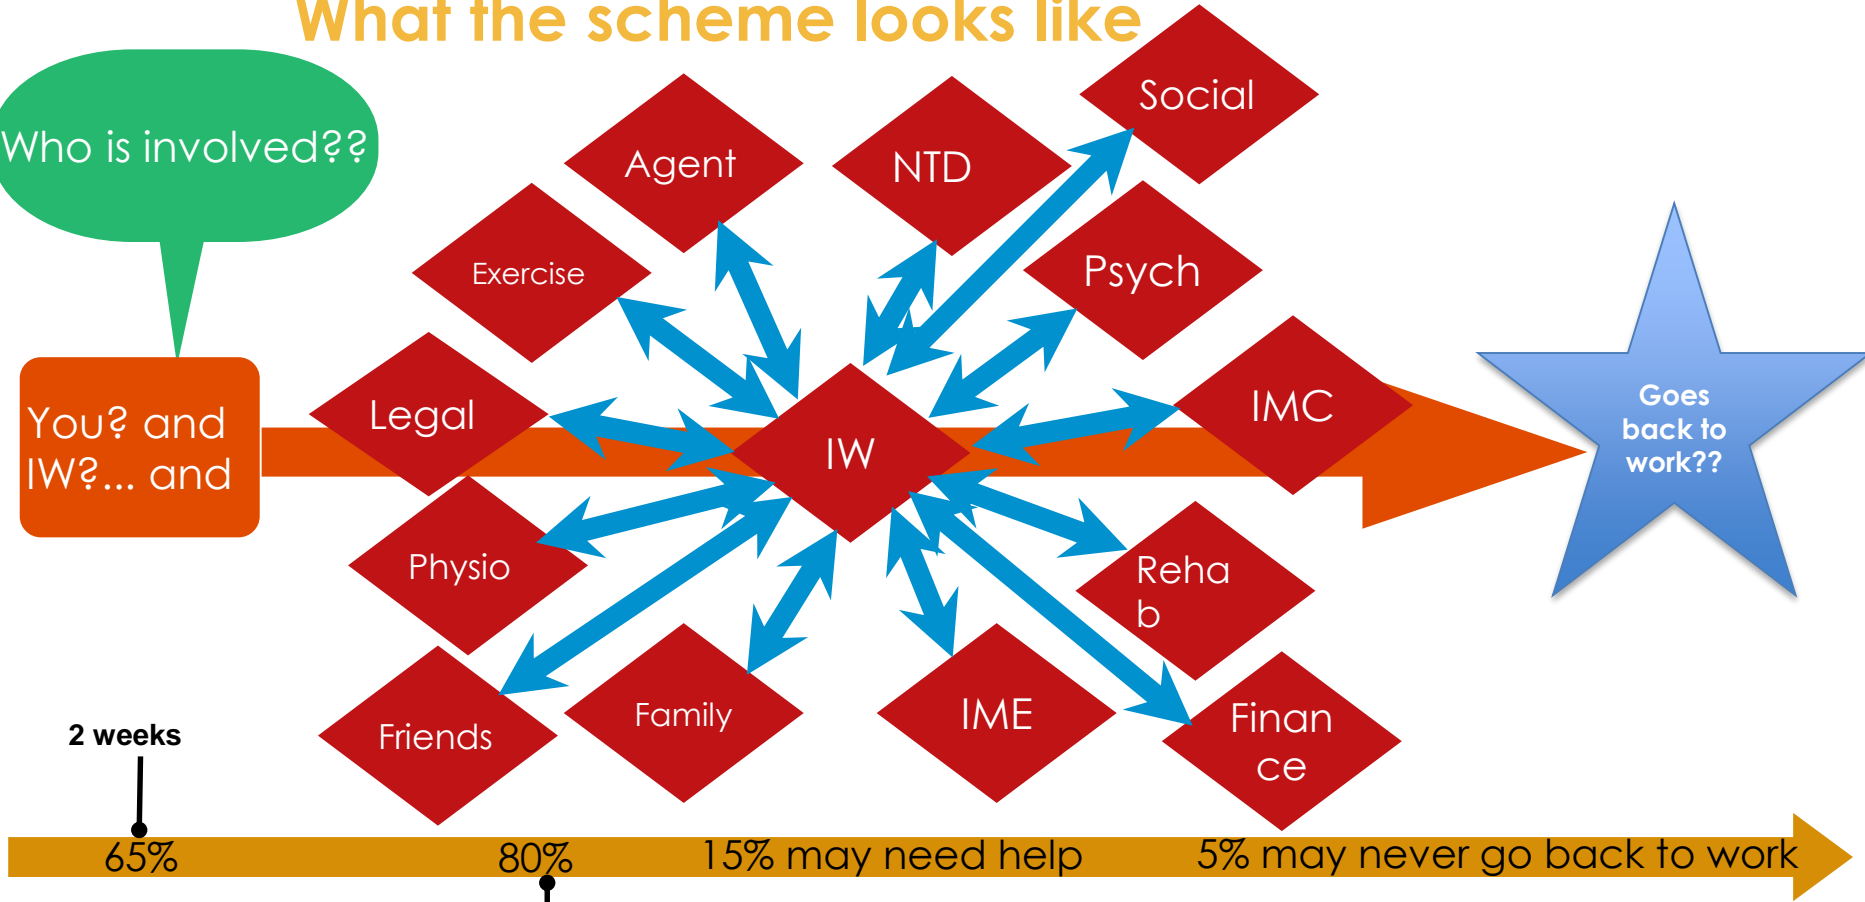 What the scheme looks like
Social
Who is involved??
Agent
NTD
Exercise
Psych
Legal
IMC
You? and
IW?... and
IW
Goes
back to
work??
Physio
Reha
b
Friends
Family
IME
Finan
ce
2 weeks
65%
80%
15% may need help
5% may never go back to work